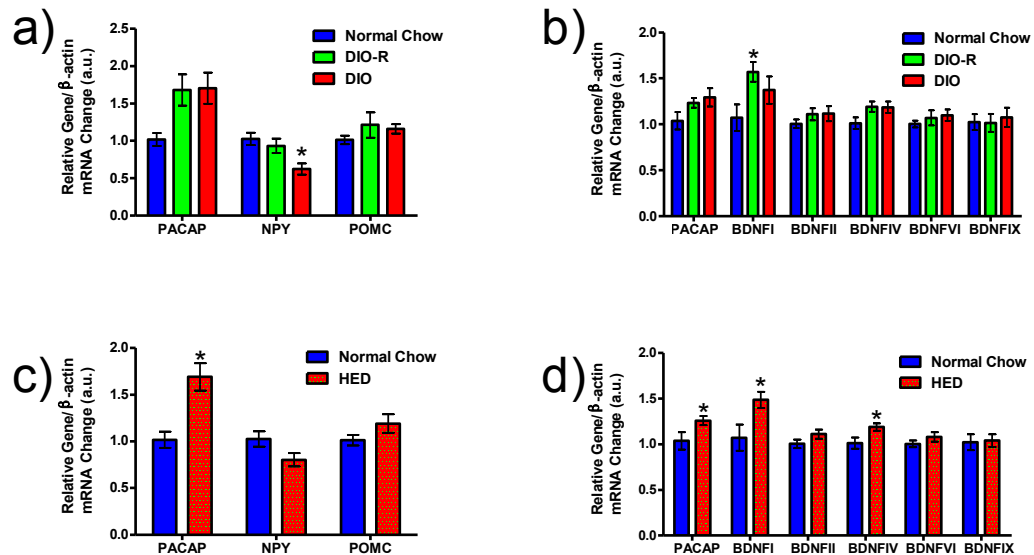 a)
Relative Gene/β-actin
mRNA Change (a.u.)
2.5
2.0
1.5
1.0
0.5
0.0
Normal Chow
DIO-R
DIO
*
PACAP NPY POMC
b)
Relative Gene/β-actin
mRNA Change (a.u.)
2.0
1.5
1.0
0.5
0.0
Normal Chow
DIO-R
DIO
*
PACAP BDNFI BDNFII BDNFIV BDNFVI BDNFIX
c)
Relative Gene/β-actin
mRNA Change (a.u.)
2.0
1.5
1.0
0.5
0.0
Normal Chow
HED
*
PACAP NPY POMC
d)
Relative Gene/β-actin
mRNA Change (a.u.)
2.0
1.5
1.0
0.5
0.0
Normal Chow
HED
* * *
PACAP BDNFI BDNFII BDNFIV BDNFVI BDNFIX